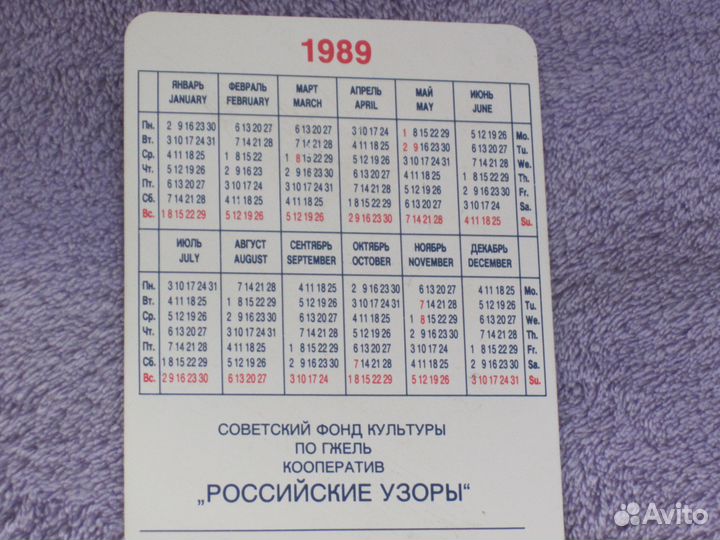 1989
ЯНВАРЬ ФЕВРАЛЬ МАРТ АПРЕЛЬ МАЙ ИЮНЬ
JANUARY FEBRUARY MARCH APRIL MAY JUNE
Пн. 2 9 16 23 30 6 13 20 27 6 13 20 27 3 10 17 24 1 8 15 22 29 5 12 19 26 Mo.
Вт. 3 10 17 24 31 7 14 21 28 7 14 21 28 4 11 18 25 2 9 16 23 30 6 13 20 27 Tu.
Ср. 4 11 18 25 1 8 15 22 1 8 15 22 29 5 12 19 26 3 10 17 24 31 7 14 21 28 We.
Чт. 5 12 19 26 2 9 16 23 2 9 16 23 30 6 13 20 27 4 11 18 25 1 8 15 22 29 Th.
Пт. 6 13 20 27 3 10 17 24 3 10 17 24 31 7 14 21 28 5 12 19 26 2 9 16 23 30 Fr.
Сб. 7 14 21 28 4 11 18 25 4 11 18 25 1 8 15 22 29 6 13 20 27 3 10 17 24 Sa.
Вс. 1 8 15 22 29 5 12 19 26 5 12 19 26 2 9 16 23 30 7 14 21 28 4 11 18 25 Su.
ИЮЛЬ АВГУСТ СЕНТЯБРЬ ОКТЯБРЬ НОЯБРЬ ДЕКАБРЬ
JULY AUGUST SEPTEMBER OCTOBER NOVEMBER DECEMBER
Пн. 3 10 17 24 31 7 14 21 28 4 11 18 25 2 9 16 23 30 6 13 20 27 4 11 18 25 Mo.
Вт. 4 11 18 25 1 8 15 22 29 5 12 19 26 3 10 17 24 31 7 14 21 28 5 12 19 26 Tu.
Ср. 5 12 19 26 2 9 16 23 30 6 13 20 27 4 11 18 25 1 8 15 22 29 6 13 20 27 We.
Чт. 6 13 20 27 3 10 17 24 31 7 14 21 28 5 12 19 26 2 9 16 23 30 7 14 21 28 Th.
Пт. 7 14 21 28 4 11 18 25 1 8 15 22 29 6 13 20 27 3 10 17 24 1 8 15 22 29 Fr.
Сб. 1 8 15 22 29 5 12 19 26 2 9 16 23 30 7 14 21 28 4 11 18 25 2 9 16 23 30 Sa.
Вс. 2 9 16 23 30 6 13 20 27 3 10 17 24 1 8 15 22 29 5 12 19 26 3 10 17 24 31 Su.
СОВЕТСКИЙ ФОНД КУЛЬТУРЫ
ПО ГЖЕЛЬ
КООПЕРАТИВ
„РОССИЙСКИЕ УЗОРЫ“
Avito